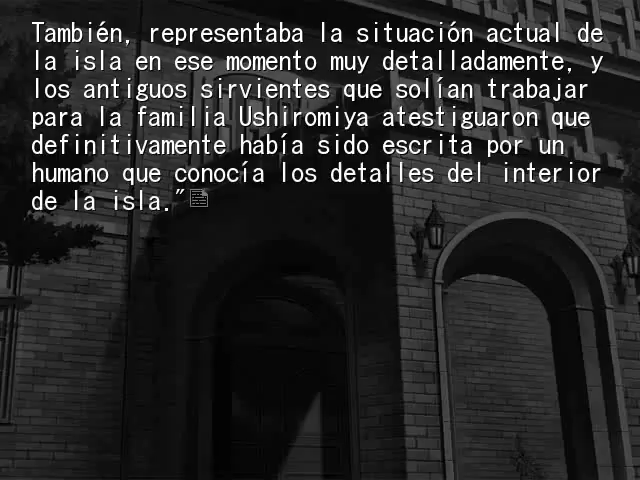 También, representaba la situación actual de
la isla en ese momento muy detalladamente, y
los antiguos sirvientes que solían trabajar
para la familia Ushiromiya atestiguaron que
definitivamente había sido escrita por un
humano que conocía los detalles del interior
de la isla."